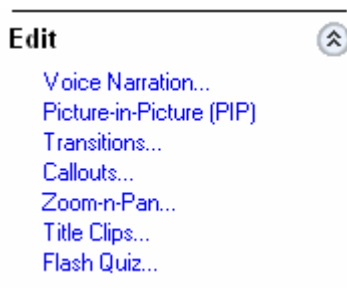 Edit
Voice Narration...
Picture-in-Picture (PIP)
Transitions...
Callouts...
Zoom-n-Pan...
Title Clips...
Flash Quiz...